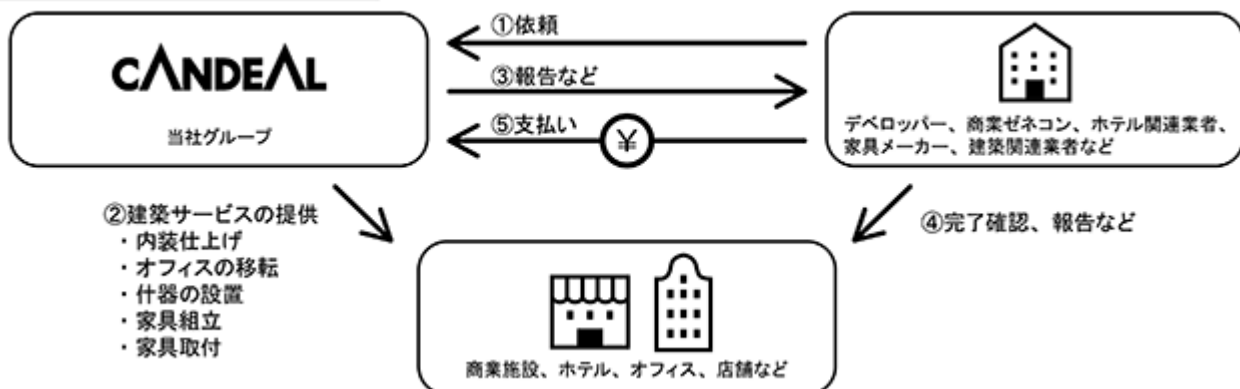 CANDEAL
当社グループ
①依頼
③報告など
⑤支払い
¥
デベロッパー、商業ゼネコン、ホテル関連業者、
家具メーカー、建築関連業者など
②建築サービスの提供
・内装仕上げ
・オフィスの移転
・什器の設置
・家具組立
・家具取付
④完了確認、報告など
商業施設、ホテル、オフィス、店舗など